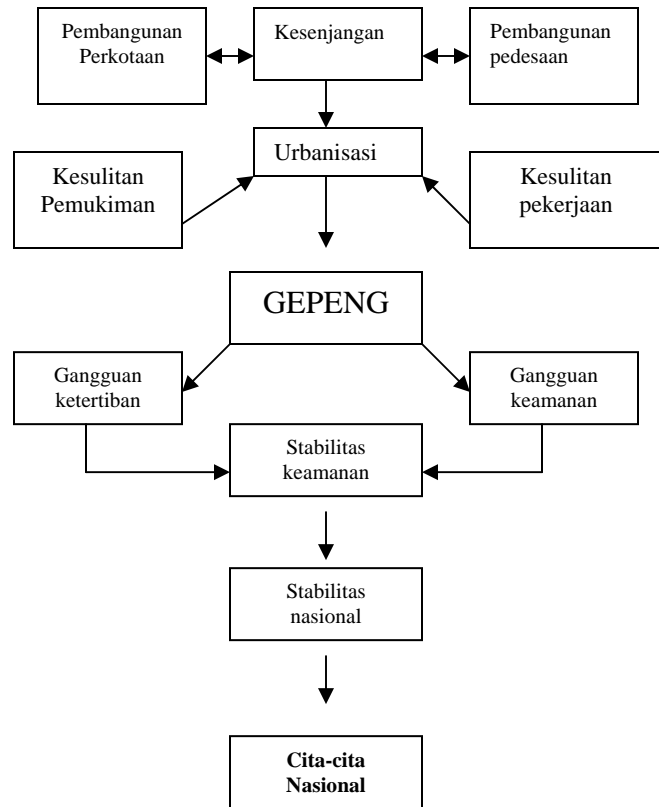 Pembangunan
Perkotaan
Kesenjangan
Pembangunan
pedesaan
Urbanisasi
Kesulitan
Pemukiman
Kesulitan
pekerjaan
GEPENG
Gangguan
ketertiban
Gangguan
keamanan
Stabilitas
keamanan
Stabilitas
nasional
Cita-cita
Nasional